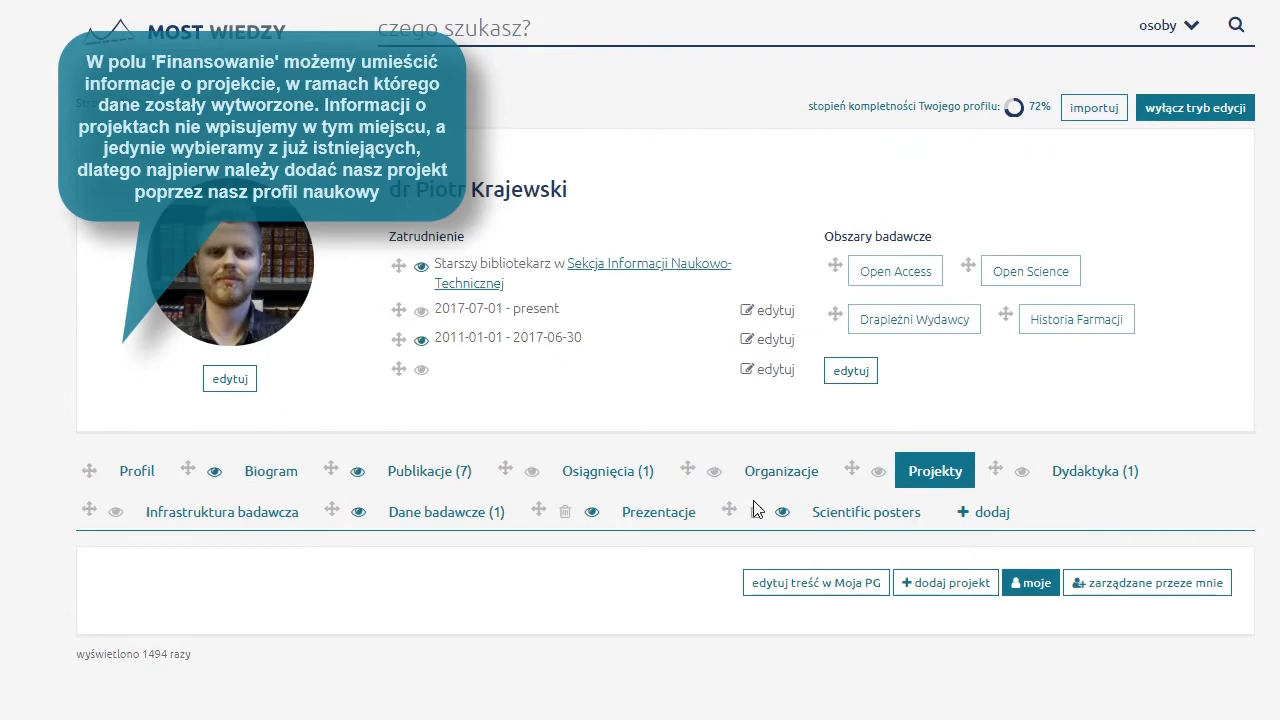 MOST WIEDZY
czego szukasz?
osoby
W polu 'Finansowanie' możemy umieścić
informacje o projekcie, w ramach którego
dane zostały wytworzone. Informacji o
projektach nie wpisujemy w tym miejscu, a
jedynie wybieramy z już istniejących,
dlatego najpierw należy dodać nasz projekt
poprzez nasz profil naukowy
stopień kompletności Twojego profilu: 72%
importuj
wyłącz tryb edycji
dr Piotr Krajewski
Zatrudnienie
Starszy bibliotekarz w Sekcja Informacji Naukowo-
Technicznej
2017-07-01 - present
edytuj
2011-01-01 - 2017-06-30
edytuj
edytuj
Obszary badawcze
Open Access
Open Science
Drapieżni Wydawcy
Historia Farmacji
edytuj
edytuj
Profil
Biogram
Publikacje (7)
Osiągnięcia (1)
Organizacje
Projekty
Dydaktyka (1)
Infrastruktura badawcza
Dane badawcze (1)
Prezentacje
Scientific posters
+ dodaj
edytuj treść w Moja PG
+ dodaj projekt
moje
zarządzane przeze mnie
wyświetlono 1494 razy